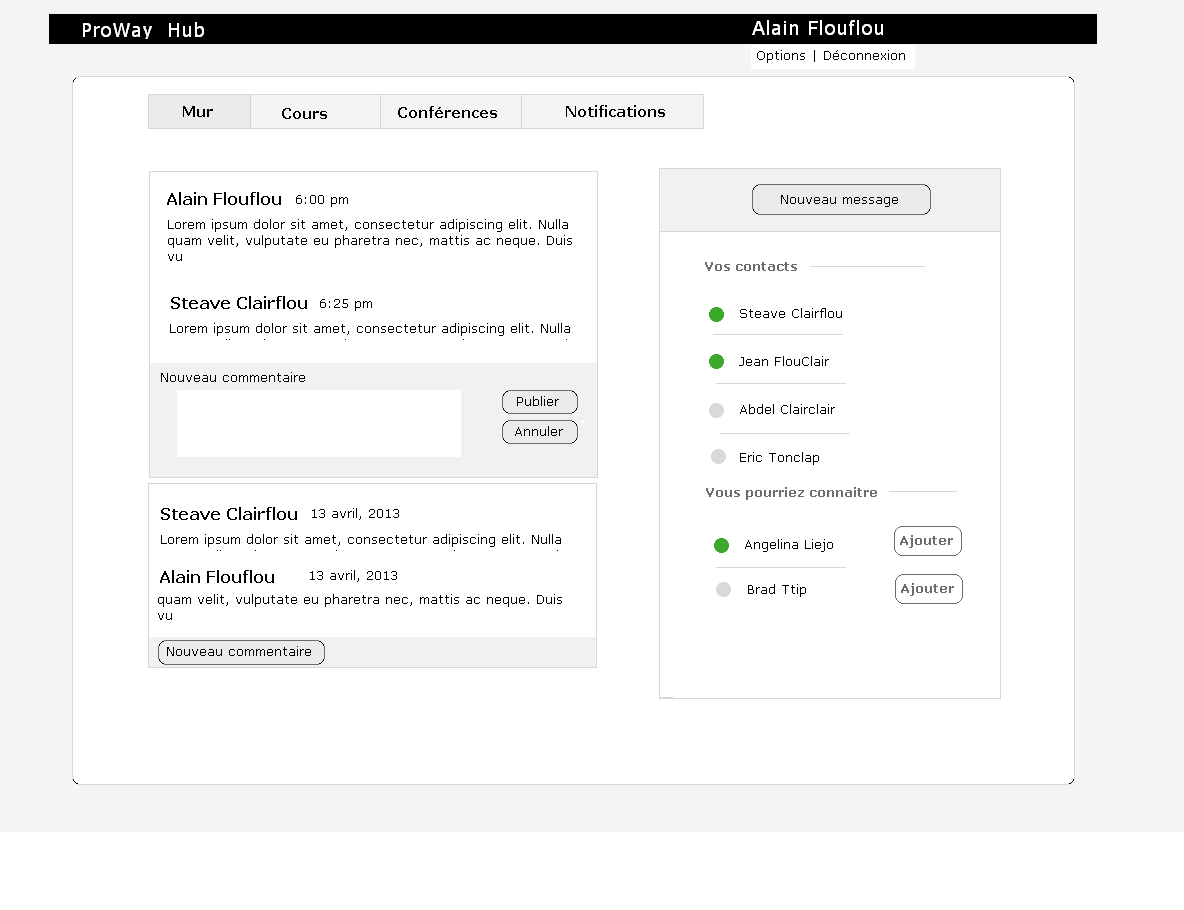 ProWay Hub
Alain Flouflou
Options | Déconnexion
Mur
Cours
Conférences
Notifications
Alain Flouflou 6:00 pm
Lorem ipsum dolor sit amet, consectetur adipiscing elit. Nulla
quam velit, vulputate eu pharetra nec, mattis ac neque. Duis
vu
Steave Clairflou 6:25 pm
Lorem ipsum dolor sit amet, consectetur adipiscing elit. Nulla
Nouveau commentaire
Publier
Annuler
Steave Clairflou 13 avril, 2013
Lorem ipsum dolor sit amet, consectetur adipiscing elit. Nulla
Alain Flouflou 13 avril, 2013
quam velit, vulputate eu pharetra nec, mattis ac neque. Duis
vu
Nouveau commentaire
Nouveau message
Vos contacts
Steave Clairflou
Jean FlouClair
Abdel Clairclair
Eric Tonclap
Vous pourriez connaitre
Angelina Liejo
Ajouter
Brad Ttip
Ajouter